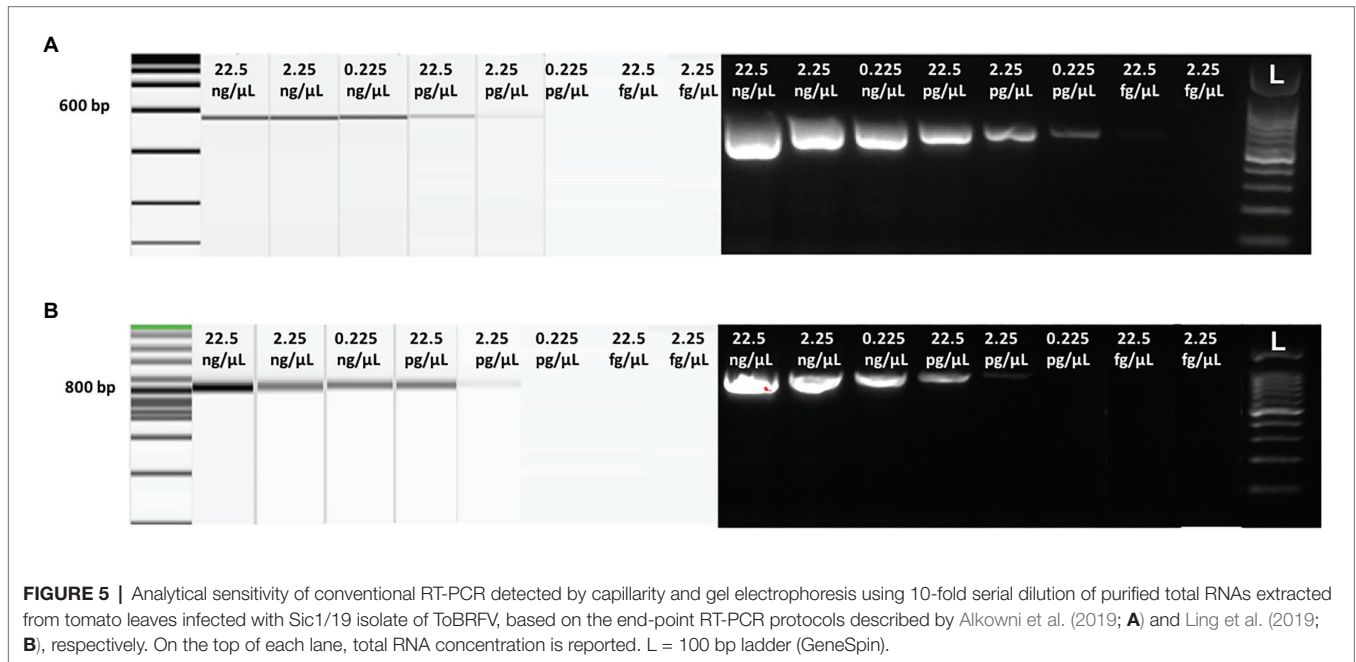 A
22.5 2.25 0.225 22.5 2.25 0.225 22.5 2.25 22.5 2.25 0.225 22.5 2.25 0.225 22.5 2.25 L
ng/µL ng/µL ng/µL pg/µL pg/µL pg/µL fg/µL fg/µL ng/µL ng/µL ng/µL pg/µL pg/µL pg/µL fg/µL fg/µL
600 bp
B
22.5 2.25 0.225 22.5 2.25 0.225 22.5 2.25 22.5 2.25 0.225 22.5 2.25 0.225 22.5 2.25 L
ng/µL ng/µL ng/µL pg/µL pg/µL pg/µL fg/µL fg/µL ng/µL ng/µL ng/µL pg/µL pg/µL pg/µL fg/µL fg/µL
800 bp
FIGURE 5 | Analytical sensitivity of conventional RT-PCR detected by capillarity and gel electrophoresis using 10-fold serial dilution of purified total RNAs extracted
from tomato leaves infected with Sic1/19 isolate of ToBRFV, based on the end-point RT-PCR protocols described by Alkowni et al. (2019; A) and Ling et al. (2019;
B), respectively. On the top of each lane, total RNA concentration is reported. L = 100 bp ladder (GeneSpin).